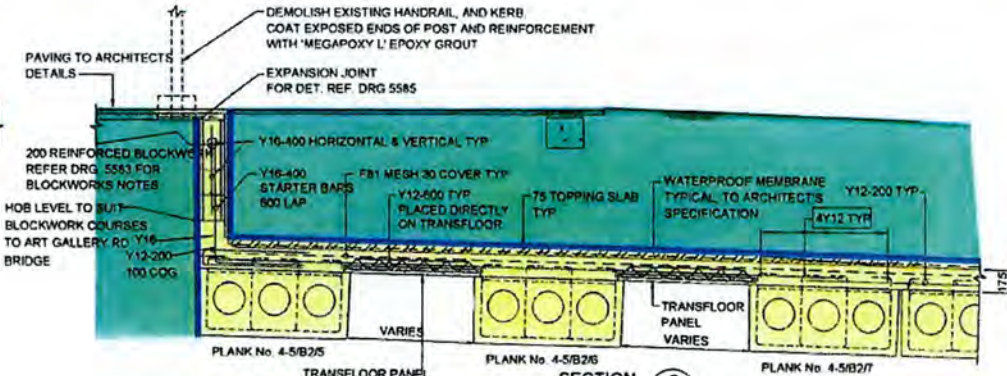 DEMOLISH EXISTING HANDRAIL, AND KERB.
COAT EXPOSED ENDS OF POST AND REINFORCEMENT
WITH 'MEGAPOXY L' EPOXY GROUT
PAVING TO ARCHITECTS
DETAILS
EXPANSION JOINT
FOR DET. REF. DRG 5585
200 REINFORCED BLOCKWORK
REFER DRG. 5583 FOR
BLOCKWORKS NOTES
Y16-400 HORIZONTAL & VERTICAL TYP
Y16-400
STARTER BARS
800 LAP
F81 MESH 30 COVER TYP
Y12-600 TYP
PLACED DIRECTLY
ON TRANSFLOOR
75 TOPPING SLAB
TYP
WATERPROOF MEMBRANE
TYPICAL TO ARCHITECT'S
SPECIFICATION
Y12-200 TYP
4Y12 TYP
HOB LEVEL TO SUIT
BLOCKWORK COURSES
TO ART GALLERY RD
BRIDGE
Y16
Y12-200
100 COG
175
VARIES
TRANSFLOOR
PANEL
VARIES
PLANK No. 4-5/B2/5
PLANK No. 4-5/B2/6
PLANK No. 4-5/B2/7
TRANSFLOOR PANEL
SECTION